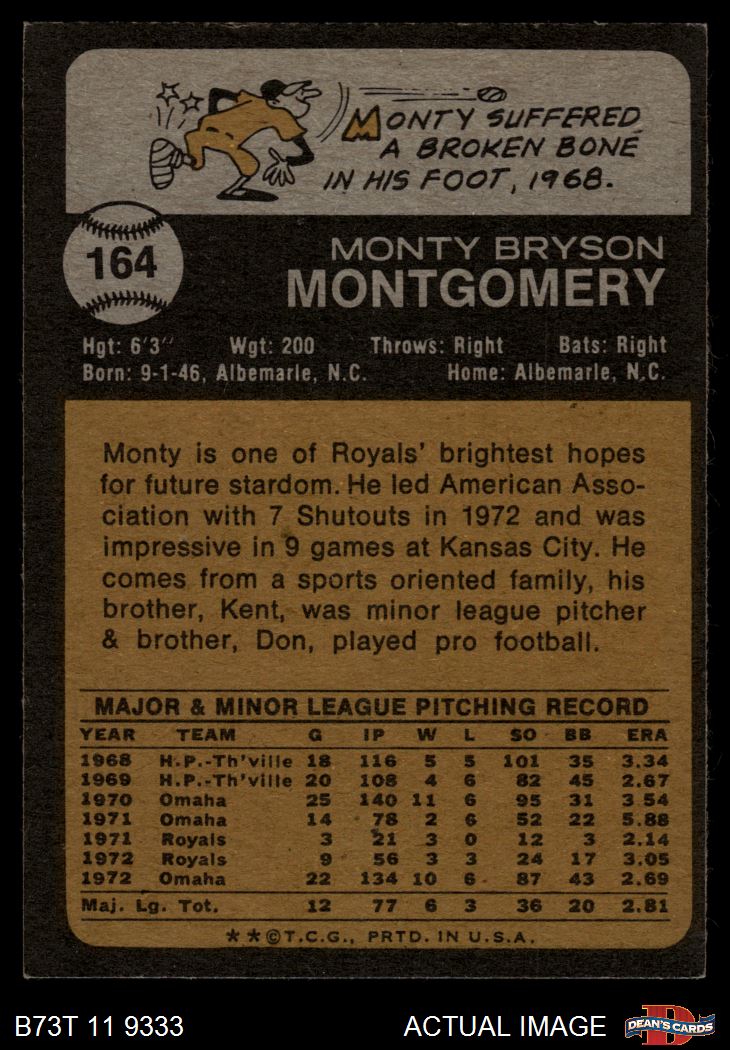 MONTY SUFFERED
A BROKEN BONE
IN HIS FOOT, 1968.
164
MONTY BRYSON
MONTGOMERY
Hgt: 6'3" Wgt: 200 Throws: Right Bats: Right
Born: 9-1-46, Albemarle, N.C. Home: Albemarle, N.C.
Monty is one of Royals' brightest hopes
for future stardom. He led American Asso-
ciation with 7 Shutouts in 1972 and was
impressive in 9 games at Kansas City. He
comes from a sports oriented family, his
brother, Kent, was minor league pitcher
& brother, Don, played pro football.
MAJOR & MINOR LEAGUE PITCHING RECORD
YEAR TEAM G IP W L SO BB ERA
1968 H.P.-Th'ville 18 116 5 5 101 35 3.34
1969 H.P.-Th'ville 20 108 4 6 82 45 2.67
1970 Omaha 25 140 11 6 95 31 3.54
1971 Omaha 14 78 2 6 52 22 5.88
1971 Royals 3 21 3 0 12 3 2.14
1972 Royals 9 56 3 3 24 17 3.05
1972 Omaha 22 134 10 6 87 43 2.69
Maj. Lg. Tot. 12 77 6 3 36 20 2.81
**©T.C.G., PRTD. IN U.S.A.
B73T 11 9333 ACTUAL IMAGE D DEAN'S CARDS